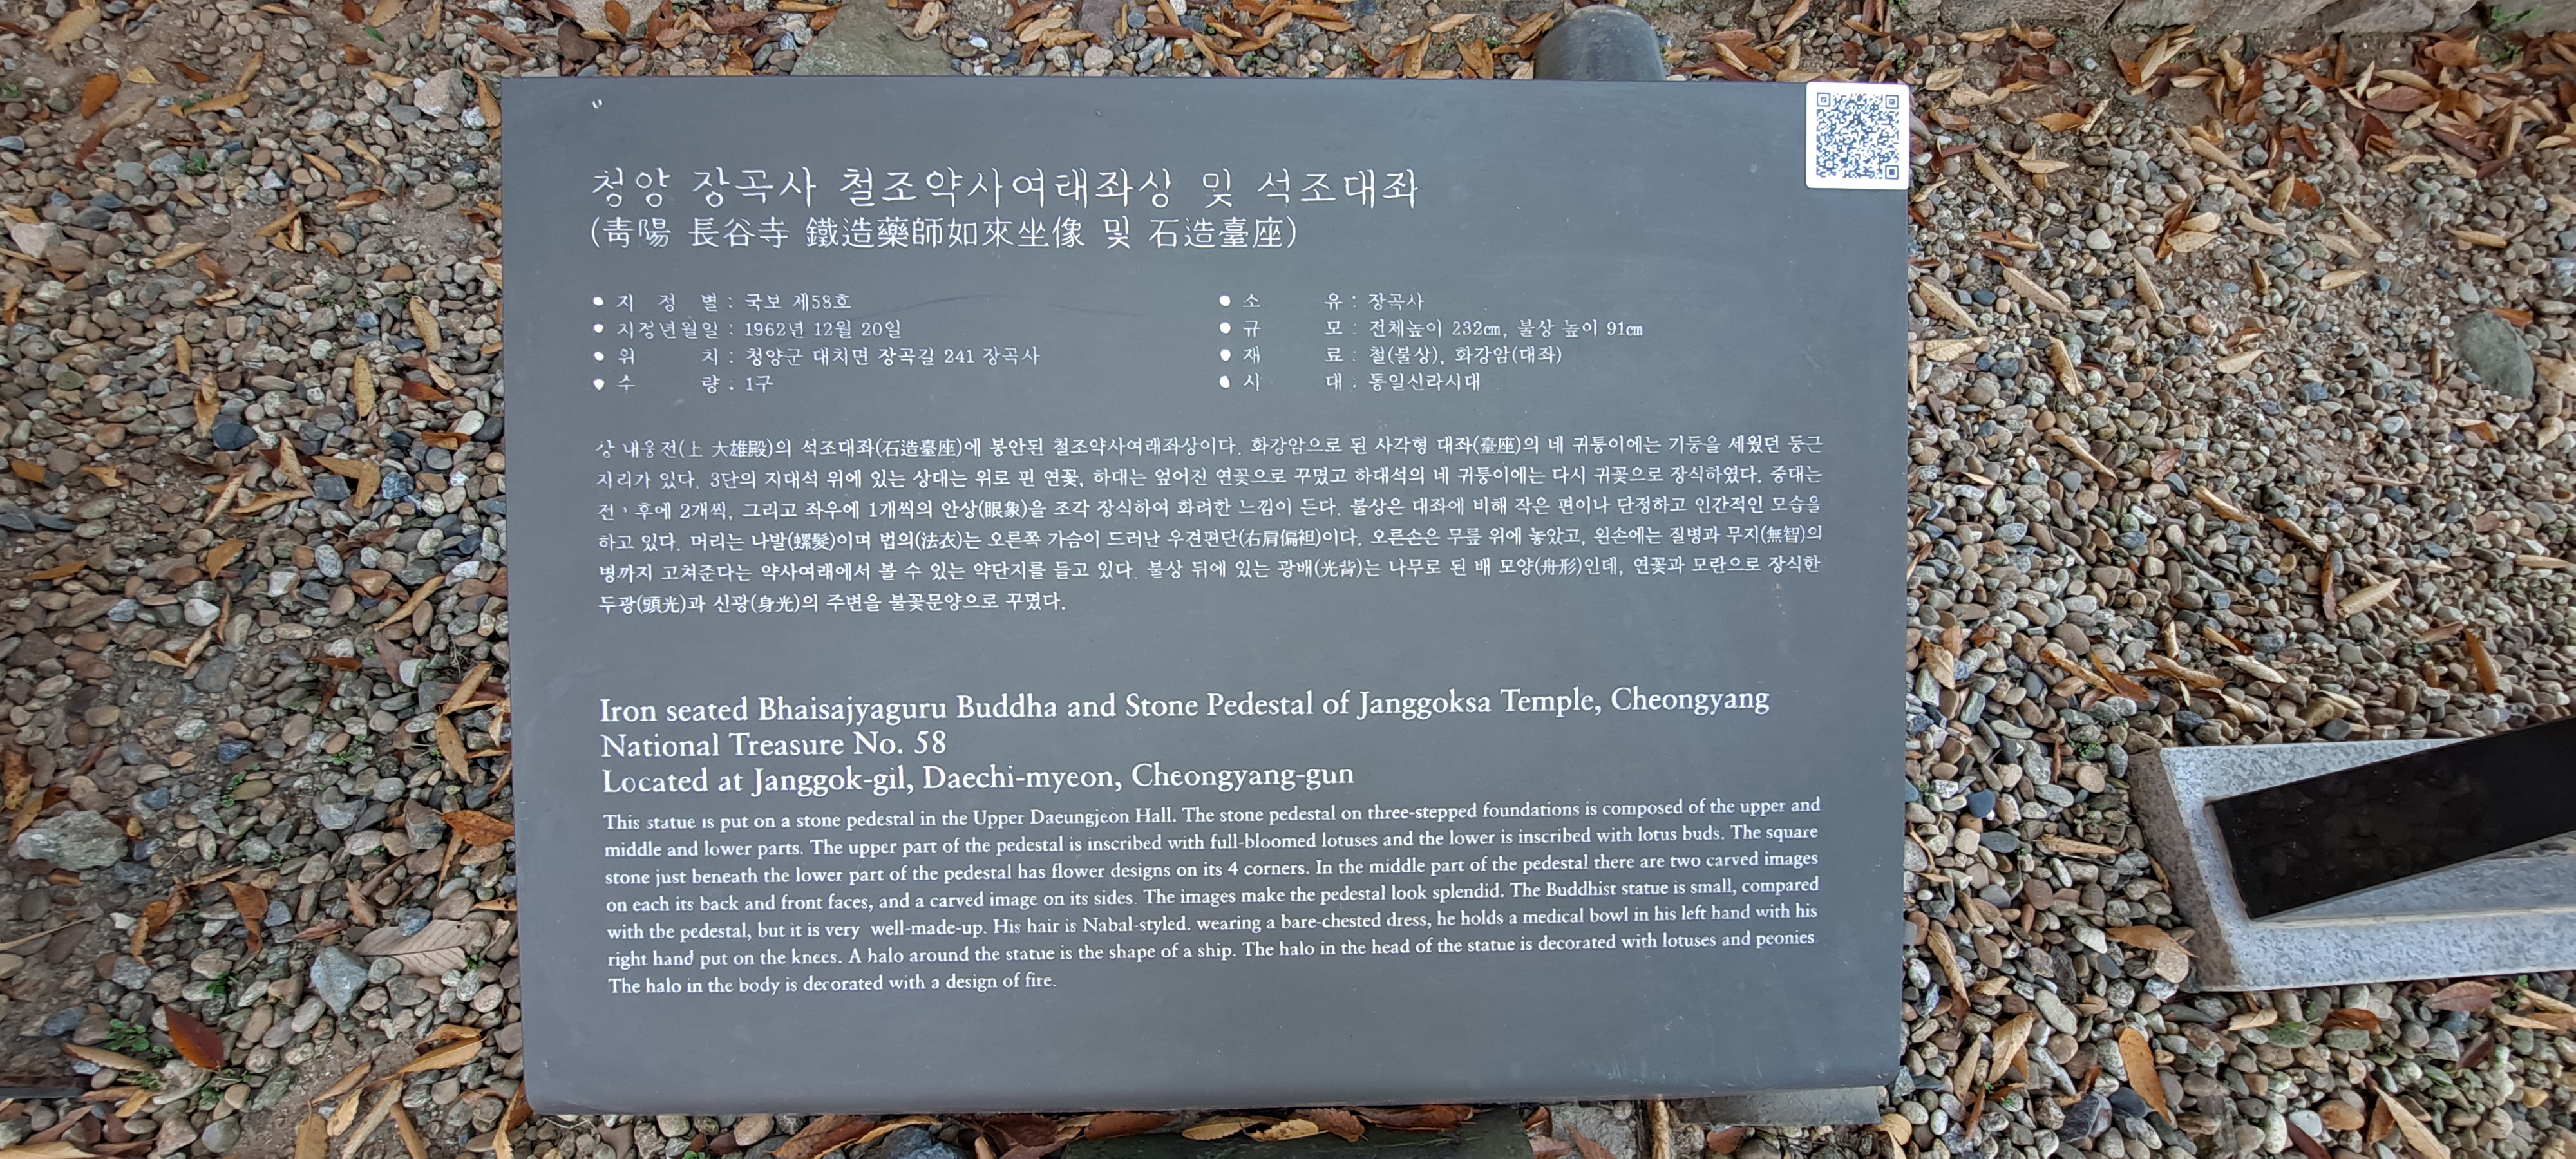 청양 장곡사 철조약사여래좌상 및 석조대좌
(靑陽 長谷寺 鐵造藥師如來坐像 및 石造臺座)
• 지 정 별 : 국보 제58호
• 지정년월일 : 1962년 12월 20일
• 위 치 : 청양군 대치면 장곡길 241 장곡사
• 수 량 : 1구
• 소 유 : 장곡사
• 규 모 : 전체높이 232㎝, 불상 높이 91㎝
• 재 료 : 철(불상), 화강암(대좌)
• 시 대 : 통일신라시대
상 내웅전(上 大雄殿)의 석조대좌(石造臺座)에 봉안된 철조약사여래좌상이다. 화강암으로 된 사각형 대좌(臺座)의 네 귀퉁이에는 기둥을 세웠던 둥근
자리가 있다. 3단의 지대석 위에 있는 상대는 위로 핀 연꽃, 하대는 엎어진 연꽃으로 꾸몄고 하대석의 네 귀퉁이에는 다시 귀꽃으로 장식하였다. 중대는
전·후에 2개씩, 그리고 좌우에 1개씩의 안상(眼象)을 조각 장식하여 화려한 느낌이 든다. 불상은 대좌에 비해 작은 편이나 단정하고 인간적인 모습을
하고 있다. 머리는 나발(螺髮)이며 법의(法衣)는 오른쪽 가슴이 드러난 우견편단(右肩偏袒)이다. 오른손은 무릎 위에 놓았고, 왼손에는 질병과 무지(無智)의
병까지 고쳐준다는 약사여래에서 볼 수 있는 약단지를 들고 있다. 불상 뒤에 있는 광배(光背)는 나무로 된 배 모양(舟形)인데, 연꽃과 모란으로 장식한
두광(頭光)과 신광(身光)의 주변을 불꽃문양으로 꾸몄다.
Iron seated Bhaisajyaguru Buddha and Stone Pedestal of Janggoksa Temple, Cheongyang
National Treasure No. 58
Located at Janggok-gil, Daechi-myeon, Cheongyang-gun
This statue is put on a stone pedestal in the Upper Daeungjeon Hall. The stone pedestal on three-stepped foundations is composed of the upper and
middle and lower parts. The upper part of the pedestal is inscribed with full-bloomed lotuses and the lower is inscribed with lotus buds. The square
stone just beneath the lower part of the pedestal has flower designs on its 4 corners. In the middle part of the pedestal there are two carved images
on each its back and front faces, and a carved image on its sides. The images make the pedestal look splendid. The Buddhist statue is small, compared
with the pedestal, but it is very well-made-up. His hair is Nabal-styled. wearing a bare-chested dress, he holds a medical bowl in his left hand with his
right hand put on the knees. A halo around the statue is the shape of a ship. The halo in the head of the statue is decorated with lotuses and peonies
The halo in the body is decorated with a design of fire.